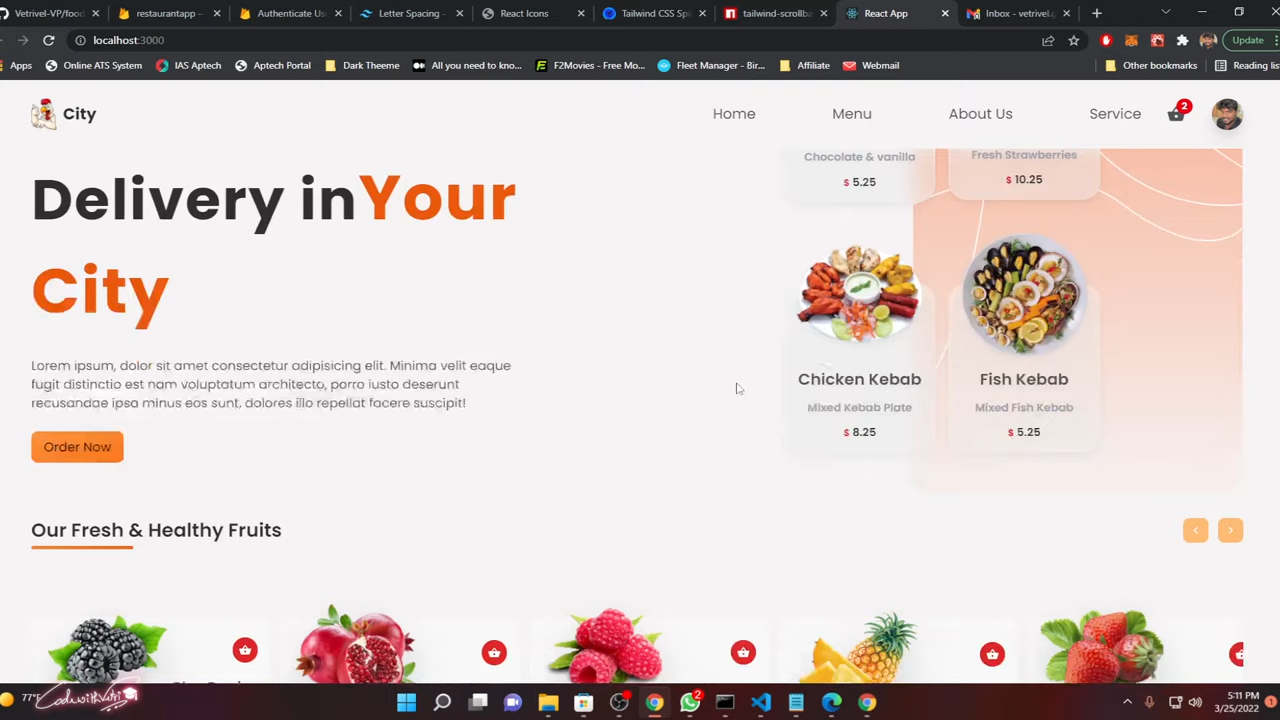 Vetrivel-VP/food
restaurantapp –
Authenticate Us
Letter Spacing –
React Icons
Tailwind CSS Sp
tailwind-scrollba
React App
Inbox - vetrivel.g
localhost:3000
Update
Apps
Online ATS System
IAS Aptech
Aptech Portal
Dark Theeme
All you need to kno...
F2Movies - Free Mo...
Fleet Manager - Bir...
Affiliate
Webmail
Other bookmarks
Reading list
City
Home
Menu
About Us
Service
2
Delivery in Your
City
Lorem ipsum, dolor sit amet consectetur adipisicing elit. Minima velit eaque
fugit distinctio est nam voluptatum architecto, porro iusto deserunt
recusandae ipsa minus eos sunt, dolores illo repellat facere suscipit!
Order Now
Chocolate & vanilla
$ 5.25
Fresh Strawberries
$ 10.25
Chicken Kebab
Mixed Kebab Plate
$ 8.25
Fish Kebab
Mixed Fish Kebab
$ 5.25
Our Fresh & Healthy Fruits
77°F
CodewithVetri
2
5:11 PM
3/25/2022
1